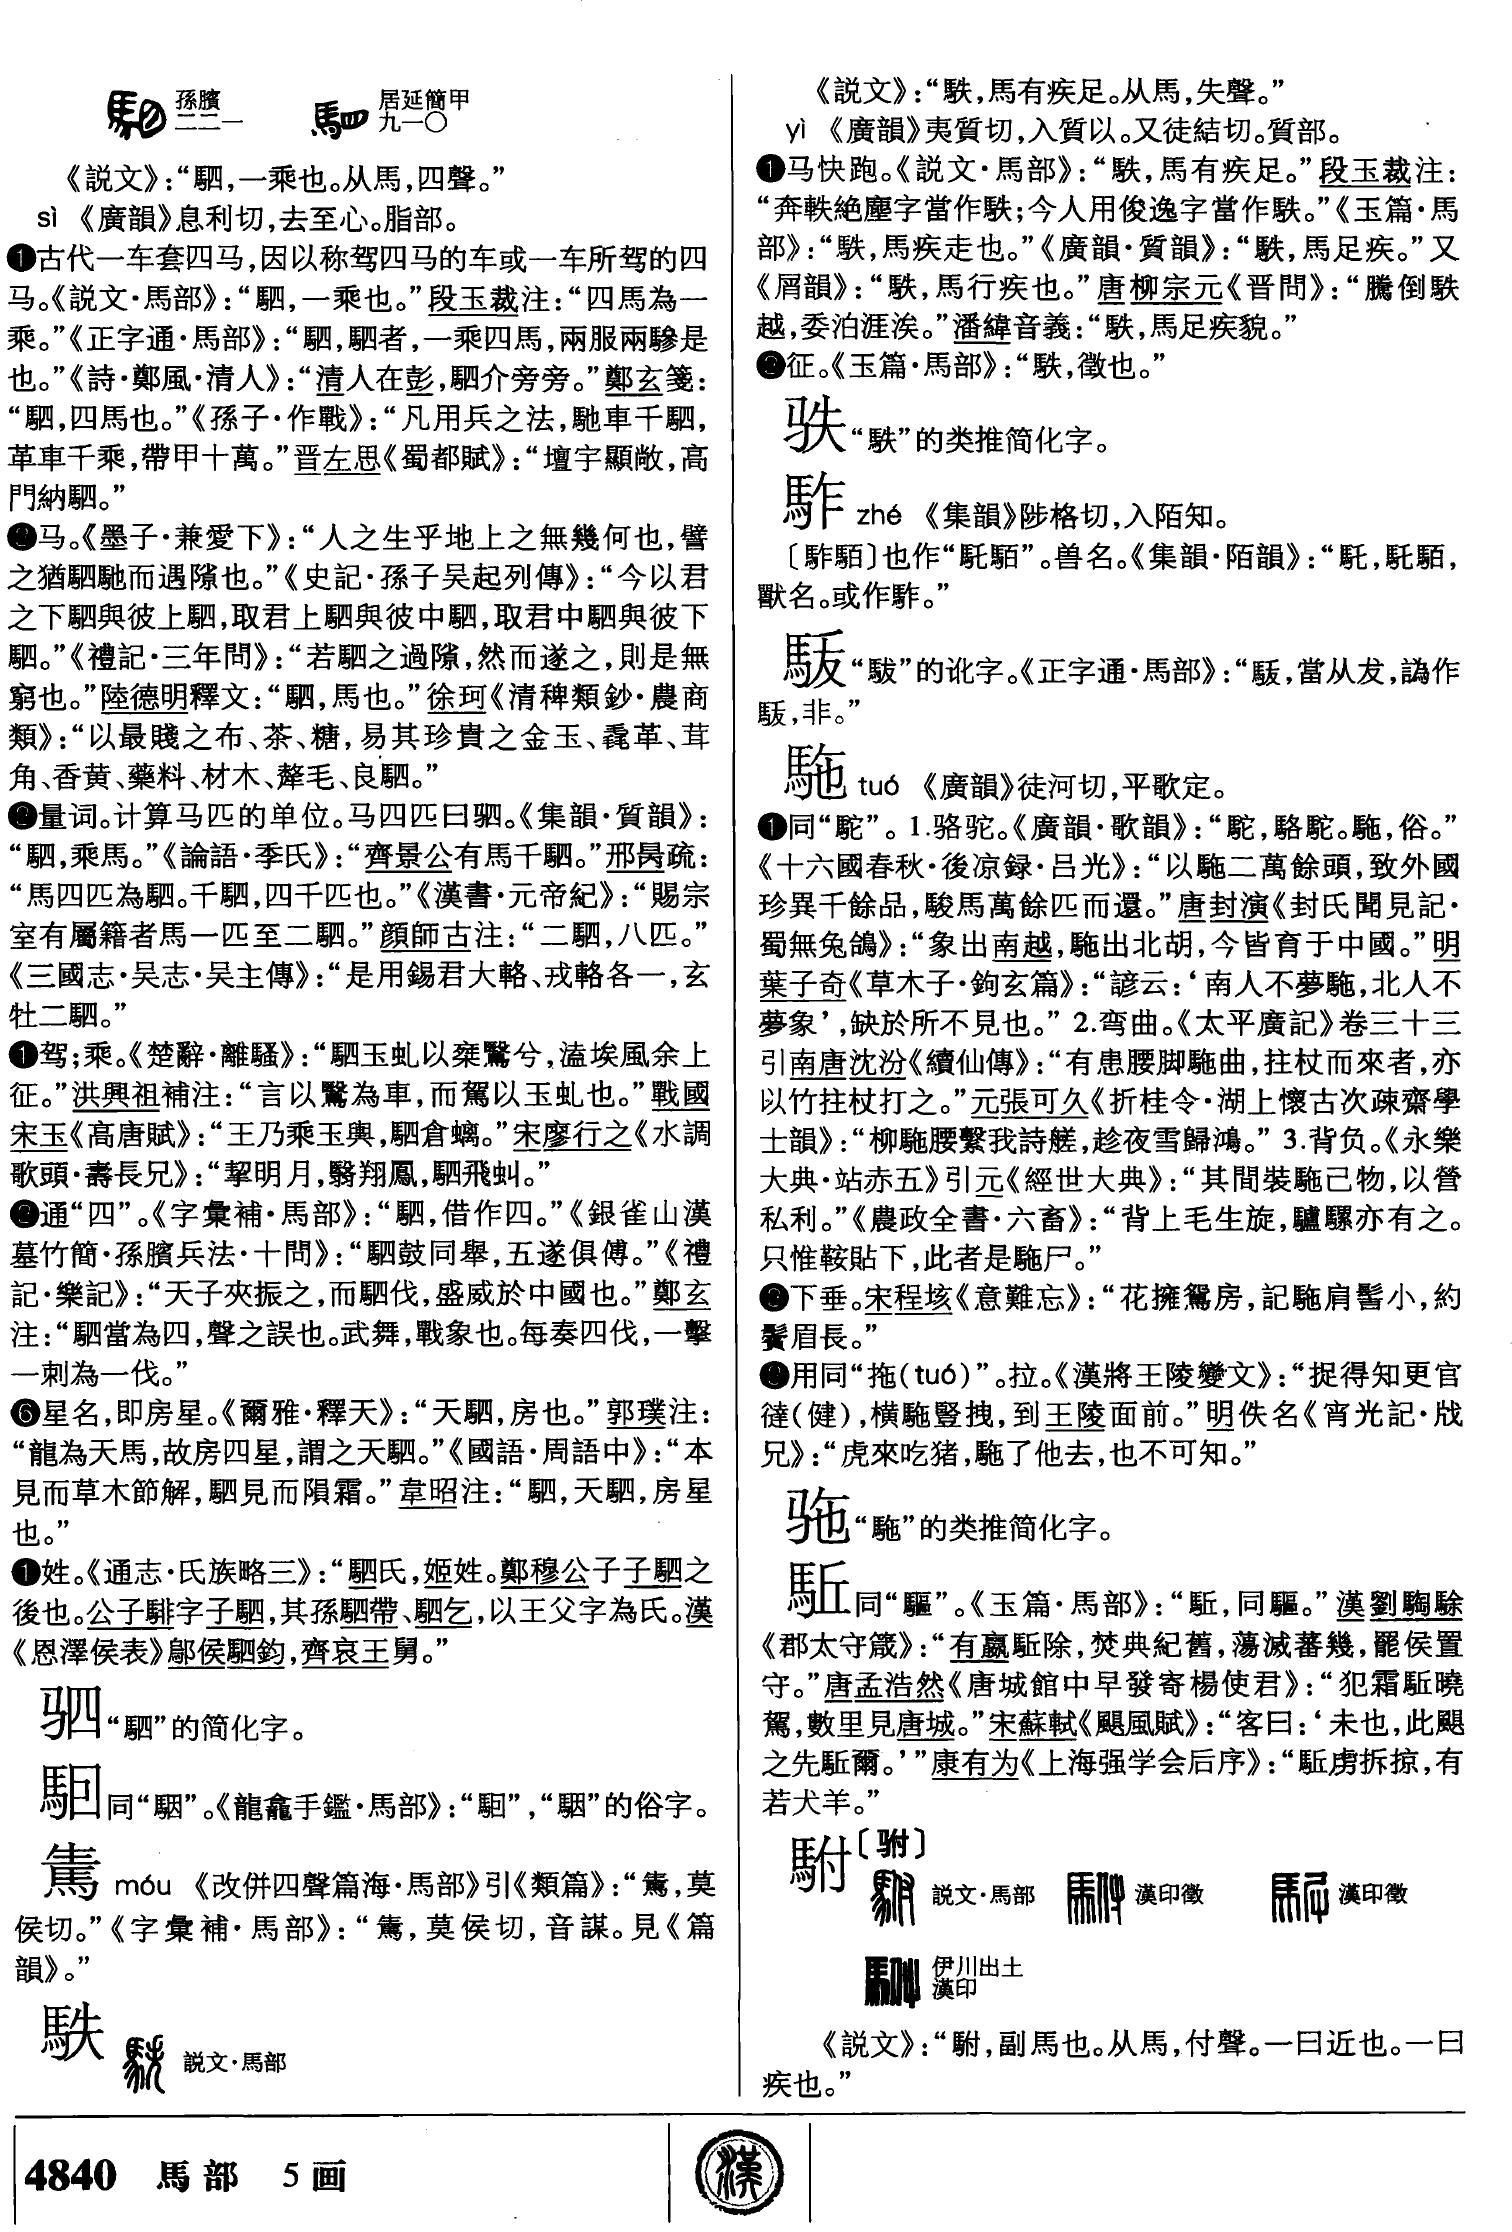 孫臏
二二一
居延簡甲
九一〇
《説文》：“駟，一乘也。从馬，四聲。”
sì 《廣韻》息利切，去至心。脂部。
❶古代一车套四马，因以称驾四马的车或一车所驾的四
马。《説文·馬部》：“駟，一乘也。”段玉裁注：“四馬為一
乘。”《正字通·馬部》：“駟，駟者，一乘四馬，兩服兩驂是
也。”《詩·鄭風·清人》：“清人在彭，駟介旁旁。”鄭玄箋：
“駟，四馬也。”《孫子·作戰》：“凡用兵之法，馳車千駟，
革車千乘，帶甲十萬。”晋左思《蜀都賦》：“壇宇顯敞，高
門納駟。”
❷马。《墨子·兼愛下》：“人之生乎地上之無幾何也，譬
之猶駟馳而遇隙也。”《史記·孫子吴起列傳》：“今以君
之下駟與彼上駟，取君上駟與彼中駟，取君中駟與彼下
駟。”《禮記·三年問》：“若駟之過隙，然而遂之，則是無
窮也。”陸德明釋文：“駟，馬也。”徐珂《清稗類鈔·農商
類》：“以最賤之布、茶、糖，易其珍貴之金玉、毳革、茸
角、香黄、藥料、材木、犛毛、良駟。”
❸量词。计算马匹的单位。马四匹曰驷。《集韻·質韻》：
“駟，乘馬。”《論語·季氏》：“齊景公有馬千駟。”邢昺疏：
“馬四匹為駟。千駟，四千匹也。”《漢書·元帝紀》：“賜宗
室有屬籍者馬一匹至二駟。”顔師古注：“二駟，八匹。”
《三國志·吴志·吴主傳》：“是用錫君大輅、戎輅各一，玄
牡二駟。”
❶驾；乘。《楚辭·離騷》：“駟玉虬以椉鷖兮，溘埃風余上
征。”洪興祖補注：“言以鷖為車，而駕以玉虬也。”戰國
宋玉《高唐賦》：“王乃乘玉輿，駟倉螭。”宋廖行之《水調
歌頭·壽長兄》：“挈明月，翳翔鳳，駟飛虯。”
❷通“四”。《字彙補·馬部》：“駟，借作四。”《銀雀山漢
墓竹簡·孫臏兵法·十問》：“駟鼓同舉，五遂俱傅。”《禮
記·樂記》：“天子夾振之，而駟伐，盛威於中國也。”鄭玄
注：“駟當為四，聲之誤也。武舞，戰象也。每奏四伐，一擊
一刺為一伐。”
❻星名，即房星。《爾雅·釋天》：“天駟，房也。”郭璞注：
“龍為天馬，故房四星，謂之天駟。”《國語·周語中》：“本
見而草木節解，駟見而隕霜。”韋昭注：“駟，天駟，房星
也。”
❶姓。《通志·氏族略三》：“駟氏，姬姓。鄭穆公子子駟之
後也。公子騑字子駟，其孫駟帶、駟乞，以王父字為氏。漢
《恩澤侯表》鄔侯駟鈞，齊哀王舅。”
驷“駟”的简化字。
䭹同“駰”。《龍龕手鑑·馬部》：“䭹”，“駰”的俗字。
móu 《改併四聲篇海·馬部》引《類篇》：“，莫
侯切。”《字彙補·馬部》：“，莫侯切，音謀。見《篇
韻》。”
駃 説文·馬部
《説文》：“駃，馬有疾足。从馬，失聲。”
yì 《廣韻》夷質切，入質以。又徒結切。質部。
❶马快跑。《説文·馬部》：“駃，馬有疾足。”段玉裁注：
“奔軼絶塵字當作駃；今人用俊逸字當作駃。”《玉篇·馬
部》：“駃，馬疾走也。”《廣韻·質韻》：“駃，馬足疾。”又
《屑韻》：“駃，馬行疾也。”唐柳宗元《晋問》：“騰倒駃
越，委泊涯涘。”潘緯音義：“駃，馬足疾貌。”
❷征。《玉篇·馬部》：“駃，徵也。”
“駃”的类推简化字。
zhé 《集韻》陟格切，入陌知。
〔䮘〕也作“馲䮘”。兽名。《集韻·陌韻》：“馲，馲䮘，
獸名。或作。”
“駊”的讹字。《正字通·馬部》：“，當从犮，譌作
，非。”
駞 tuó 《廣韻》徒河切，平歌定。
❶同“駝”。1.骆驼。《廣韻·歌韻》：“駝，駱駝。駞，俗。”
《十六國春秋·後凉録·吕光》：“以駞二萬餘頭，致外國
珍異千餘品，駿馬萬餘匹而還。”唐封演《封氏聞見記·
蜀無兔鴿》：“象出南越，駞出北胡，今皆育于中國。”明
葉子奇《草木子·鉤玄篇》：“諺云：‘南人不夢駞，北人不
夢象’，缺於所不見也。” 2.弯曲。《太平廣記》卷三十三
引南唐沈汾《續仙傳》：“有患腰脚駞曲，拄杖而來者，亦
以竹拄杖打之。”元張可久《折桂令·湖上懷古次疎齋學
士韻》：“柳駞腰繫我詩艖，趁夜雪歸鴻。” 3.背负。《永樂
大典·站赤五》引元《經世大典》：“其間裝駞己物，以營
私利。”《農政全書·六畜》：“背上毛生旋，驢騾亦有之。
只惟鞍貼下，此者是駞尸。”
❷下垂。宋程垓《意難忘》：“花擁鴛房，記駞肩髻小，約
鬢眉長。”
❸用同“拖(tuó)”。拉。《漢將王陵變文》：“捉得知更官
徤(健)，横駞豎拽，到王陵面前。”明佚名《宵光記·戕
兄》：“虎來吃猪，駞了他去，也不可知。”
“駞”的类推简化字。
駈同“驅”。《玉篇·馬部》：“駈，同驅。”漢劉騊駼
《郡太守箴》：“有嬴駈除，焚典紀舊，蕩滅蕃幾，罷侯置
守。”唐孟浩然《唐城館中早發寄楊使君》：“犯霜駈曉
駕，數里見唐城。”宋蘇軾《颶風賦》：“客曰：‘未也，此颶
之先駈爾。’”康有为《上海强学会后序》：“駈虏拆掠，有
若犬羊。”
駙〔驸〕
説文·馬部 漢印徵 漢印徵
伊川出土
漢印
《説文》：“駙，副馬也。从馬，付聲。一曰近也。一曰
疾也。”
4840 馬部 5画
漢